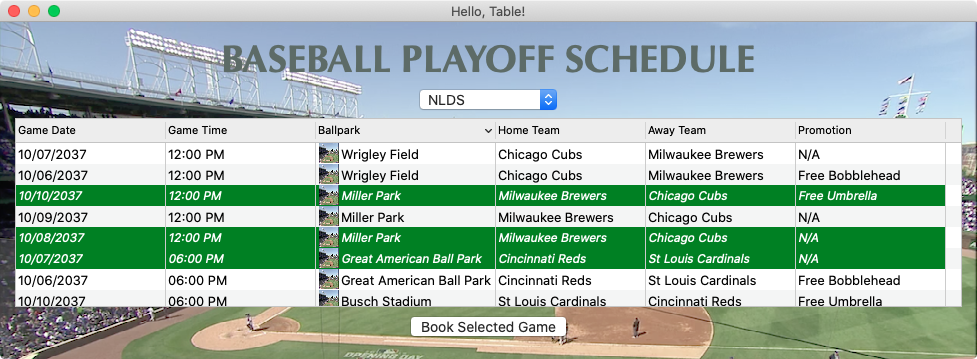 Hello, Table!
BASEBALL PLAYOFF SCHEDULE
NLDS
Game Date Game Time Ballpark Home Team Away Team Promotion
10/07/2037 12:00 PM Wrigley Field Chicago Cubs Milwaukee Brewers N/A
10/06/2037 12:00 PM Wrigley Field Chicago Cubs Milwaukee Brewers Free Bobblehead
10/10/2037 12:00 PM Miller Park Milwaukee Brewers Chicago Cubs Free Umbrella
10/09/2037 12:00 PM Miller Park Milwaukee Brewers Chicago Cubs N/A
10/08/2037 12:00 PM Miller Park Milwaukee Brewers Chicago Cubs N/A
10/07/2037 06:00 PM Great American Ball Park Cincinnati Reds St Louis Cardinals N/A
10/06/2037 06:00 PM Great American Ball Park Cincinnati Reds St Louis Cardinals Free Bobblehead
10/10/2037 06:00 PM Busch Stadium St Louis Cardinals Cincinnati Reds Free Umbrella
Book Selected Game
OPENING DAY